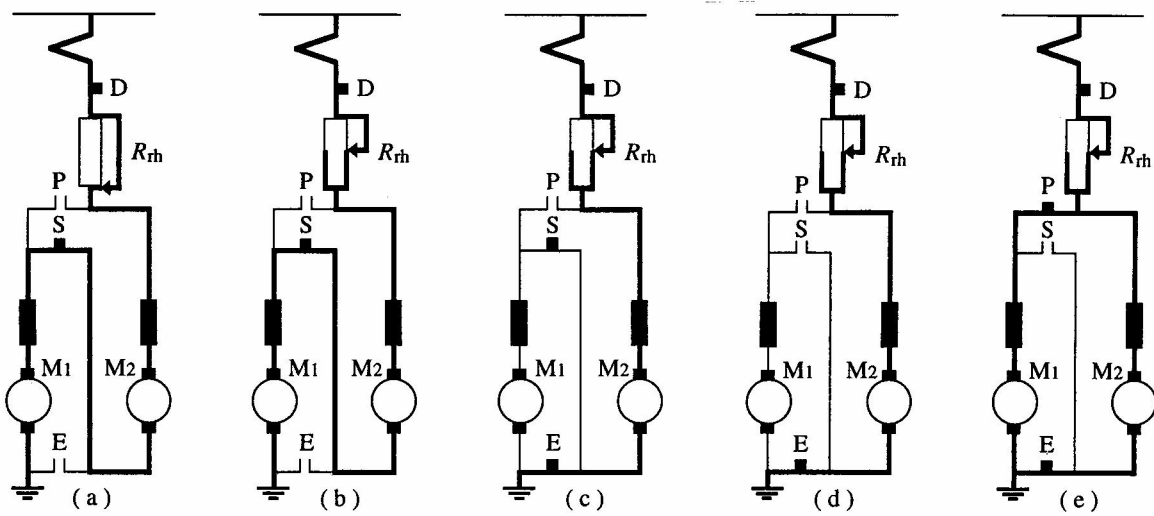 D D D D D
Rrh Rrh Rrh Rrh Rrh
P P P P P
S S S S S
M1 M2 M1 M2 M1 M2 M1 M2 M1 M2
E E E E E
(a) (b) (c) (d) (e)